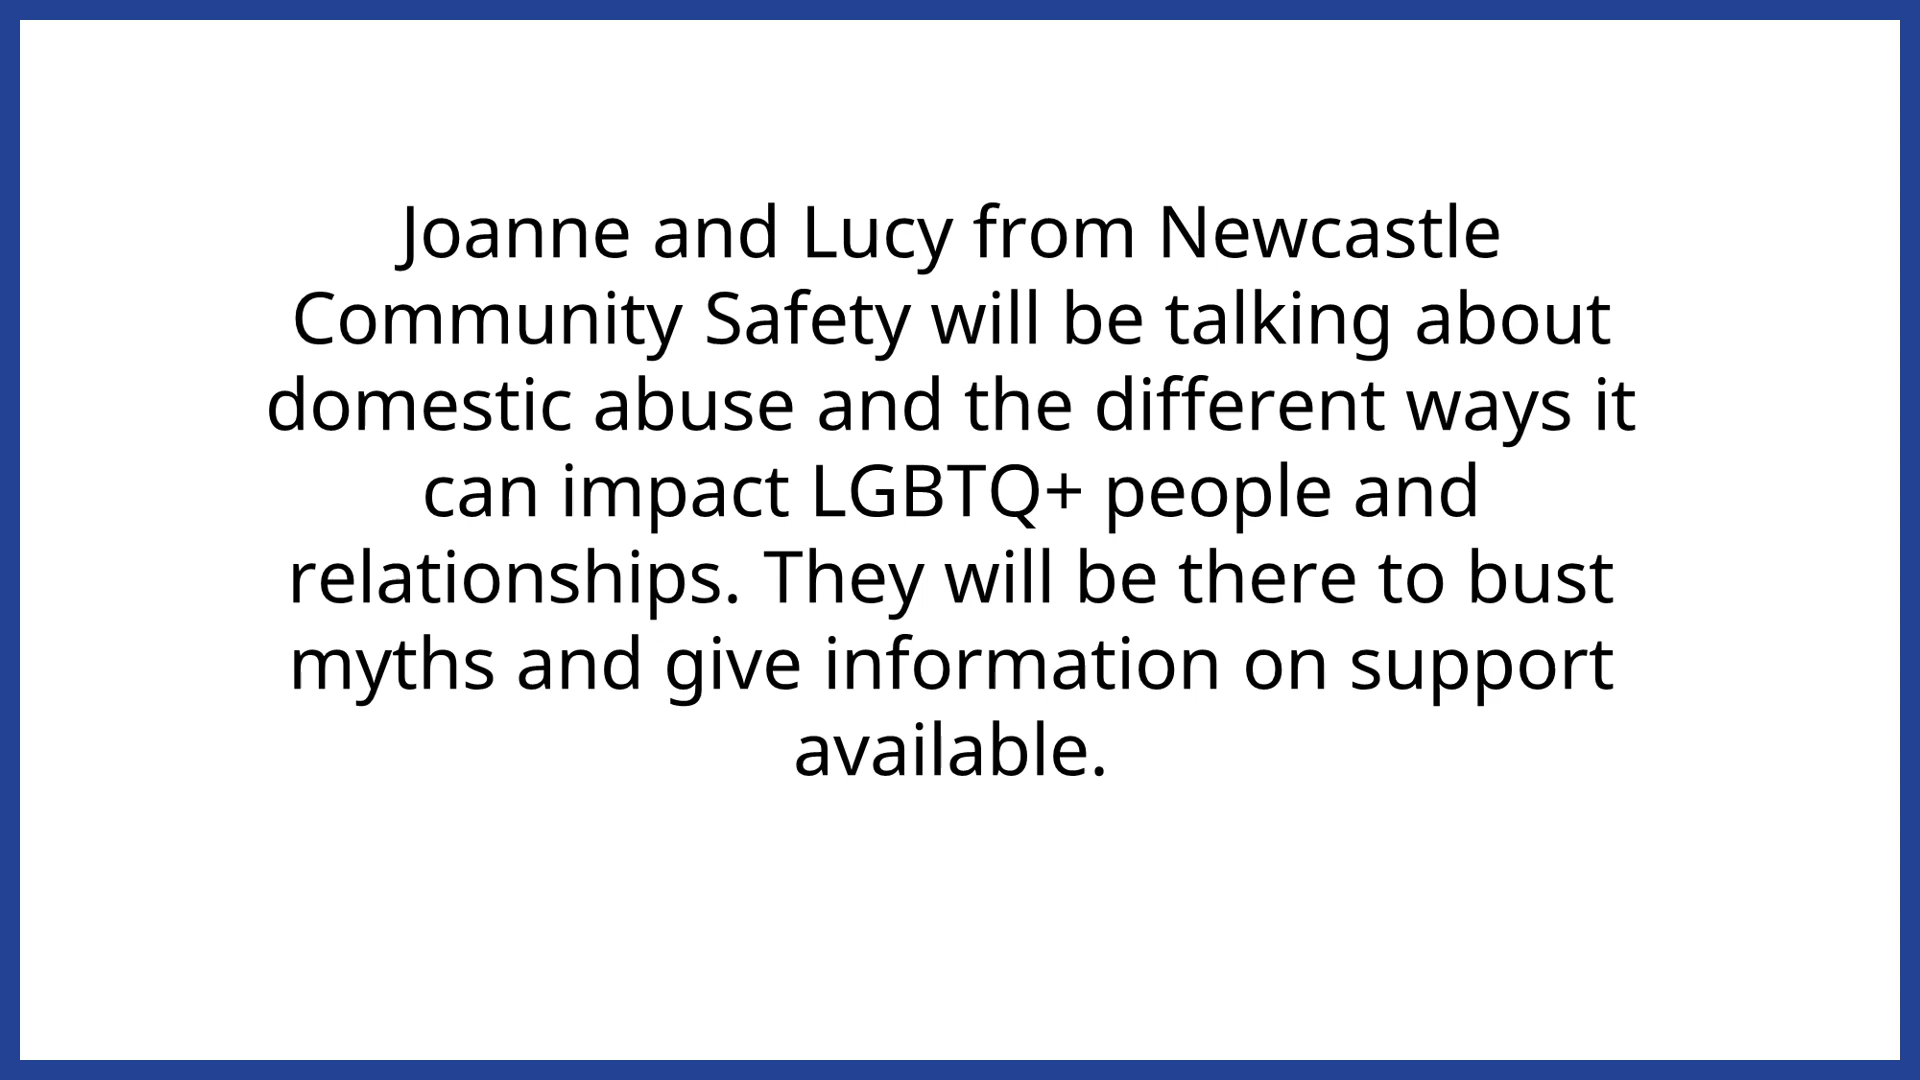 Joanne and Lucy from Newcastle
Community Safety will be talking about
domestic abuse and the different ways it
can impact LGBTQ+ people and
relationships. They will be there to bust
myths and give information on support
available.